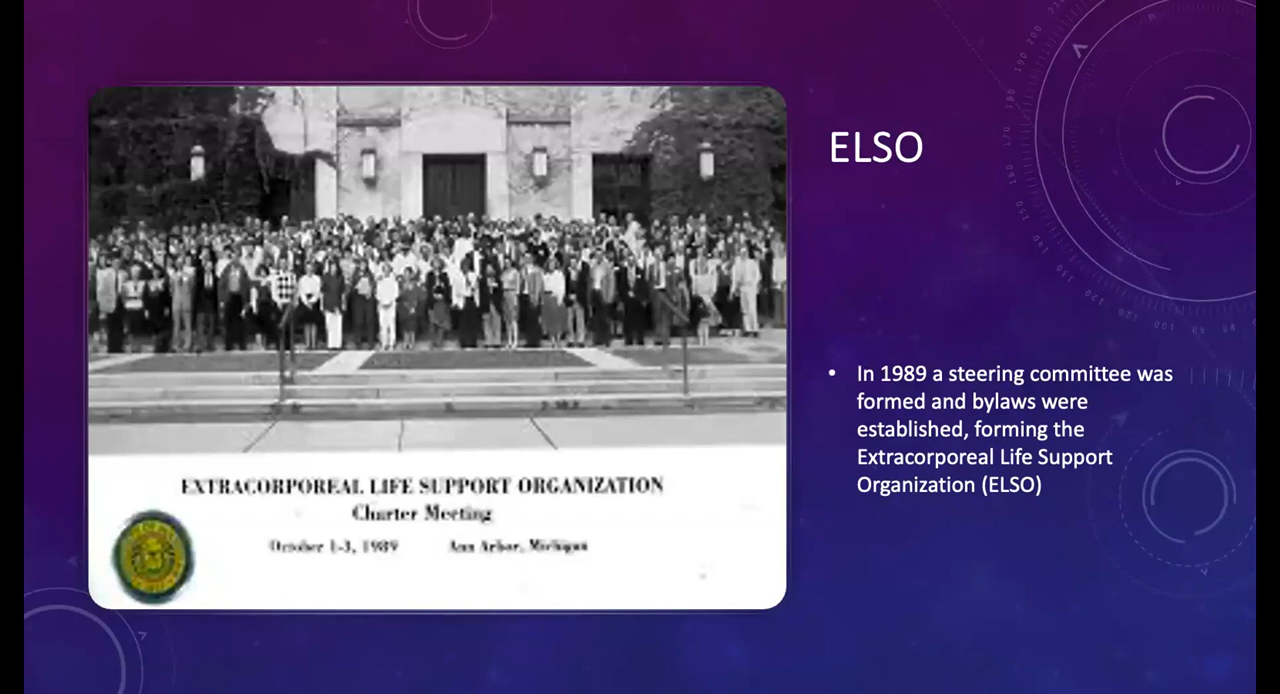 ELSO
• In 1989 a steering committee was
formed and bylaws were
established, forming the
Extracorporeal Life Support
Organization (ELSO)
EXTRACORPOREAL LIFE SUPPORT ORGANIZATION
Charter Meeting
October 1-3, 1989 Ann Arbor, Michigan